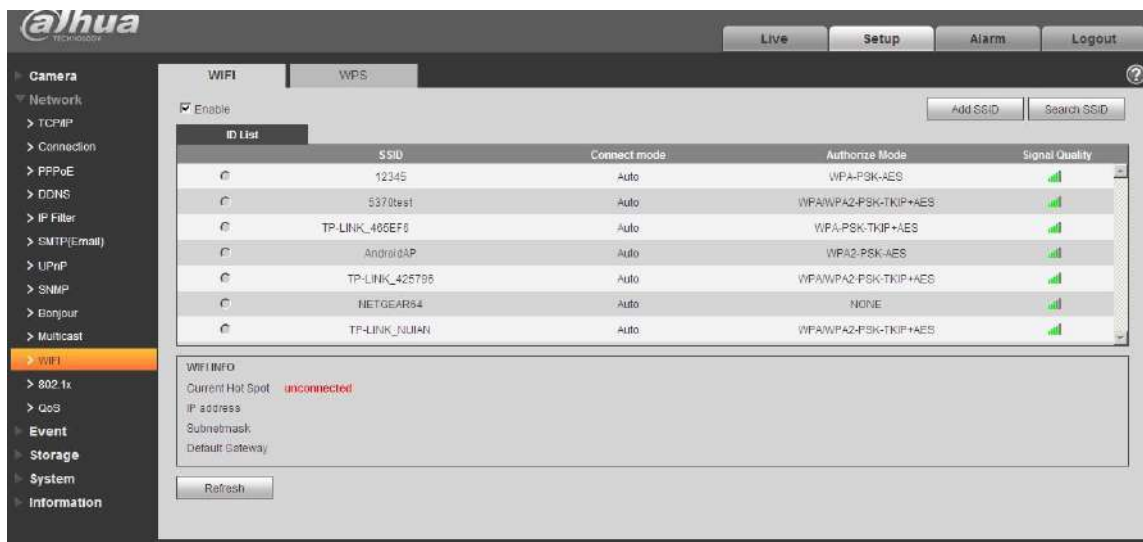 alhua
TECHNOLOGY
Live
Setup
Alarm
Logout
Camera
Network
> TCP/IP
> Connection
> PPPoE
> DDNS
> IP Filter
> SMTP(Email)
> UPnP
> SNMP
> Bonjour
> Multicast
> WIFI
> 802.1x
> QoS
Event
Storage
System
Information
WIFI
WPS
?
Enable
Add SSID
Search SSID
ID List
SSID Connect mode Authorize Mode Signal Quality
12345 Auto WPA-PSK-AES
5370test Auto WPA/WPA2-PSK-TKIP+AES
TP-LINK_465EF6 Auto WPA-PSK-TKIP+AES
AndroidAP Auto WPA2-PSK-AES
TP-LINK_425796 Auto WPA/WPA2-PSK-TKIP+AES
NETGEAR64 Auto NONE
TP-LINK_NUIAN Auto WPA/WPA2-PSK-TKIP+AES
WIFI INFO
Current Hot Spot unconnected
IP address
Subnetmask
Default Gateway
Refresh